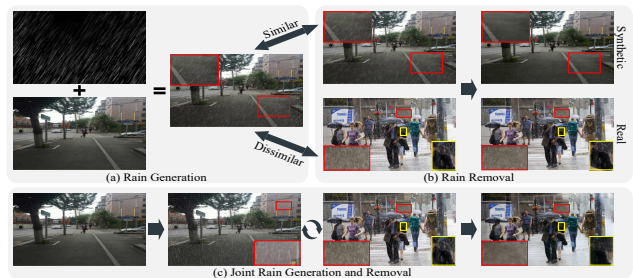 Similar
Dissimilar
(a) Rain Generation
Synthetic
Real
(b) Rain Removal
(c) Joint Rain Generation and Removal